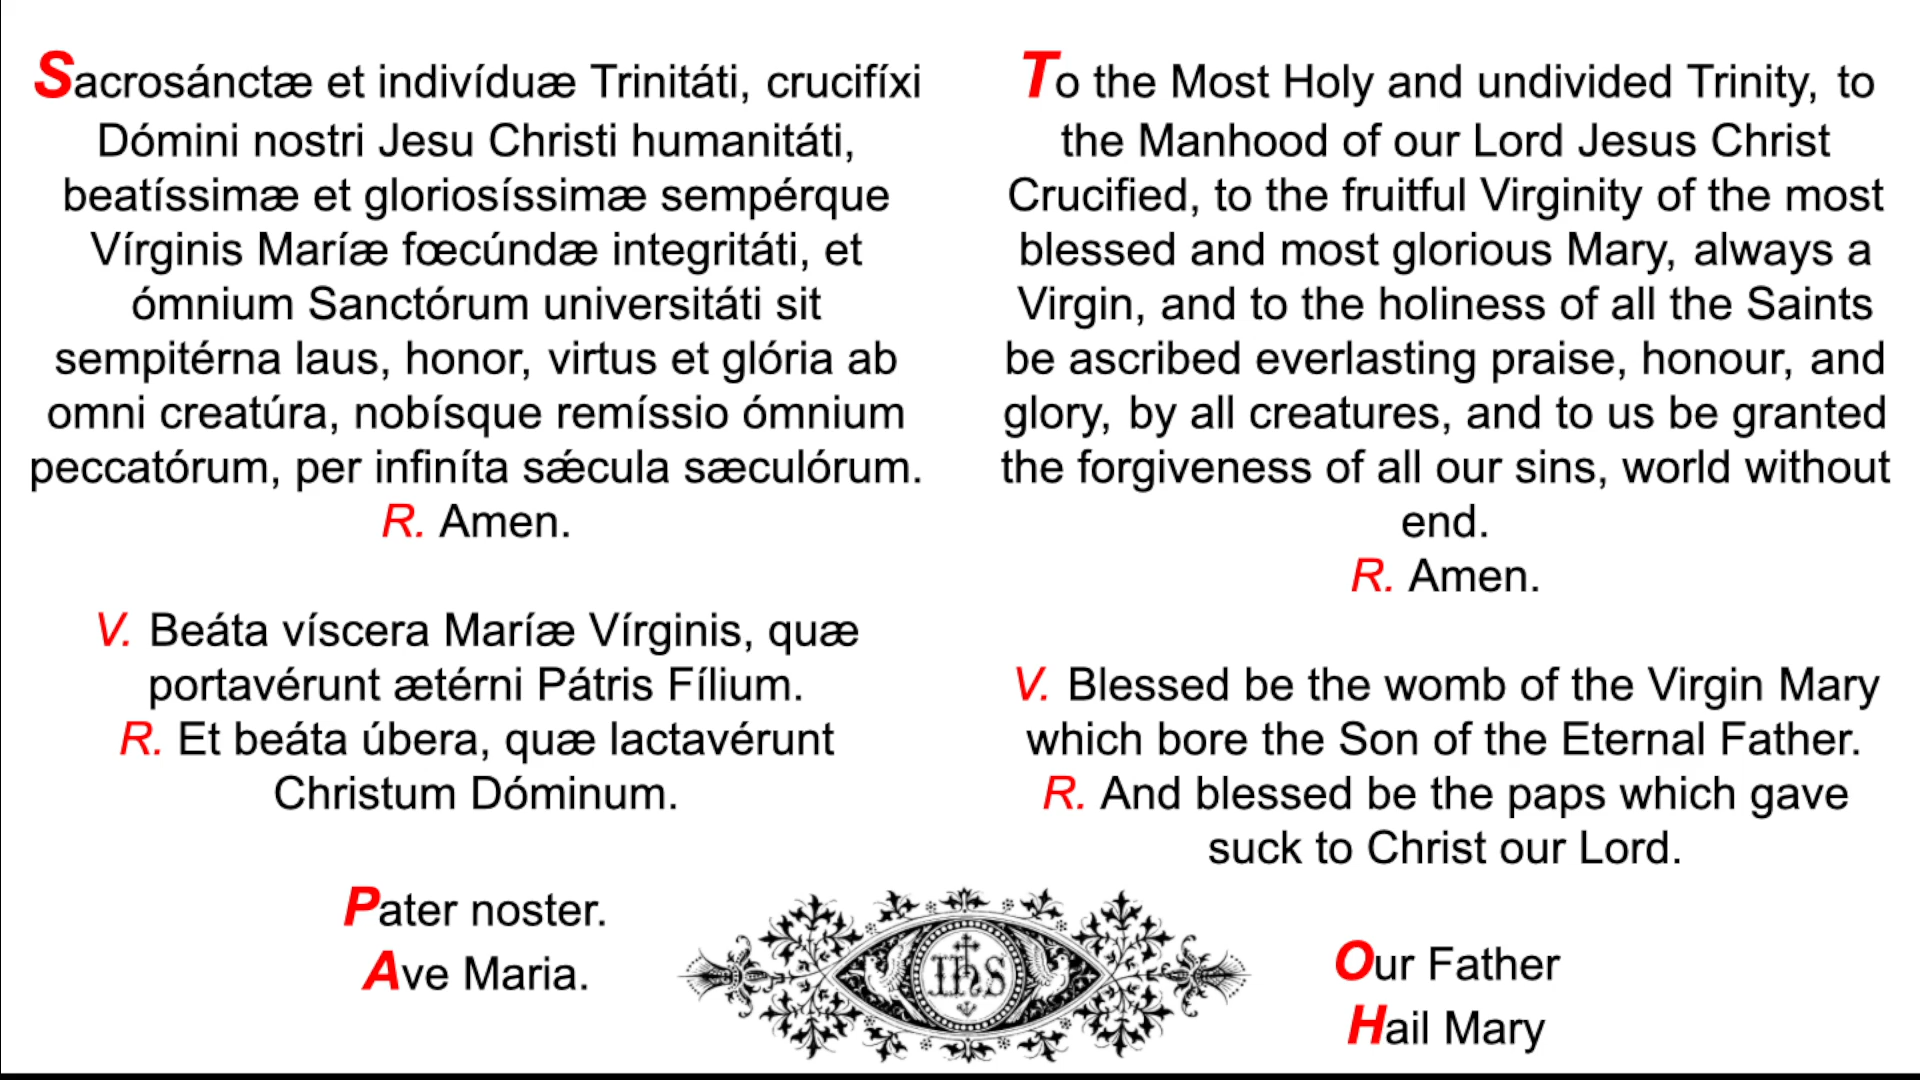 Sacrosánctæ et indivíduæ Trinitáti, crucifíxi
Dómini nostri Jesu Christi humanitáti,
beatíssimæ et gloriosíssimæ sempérque
Vírginis Maríæ fœcúndæ integritáti, et
ómnium Sanctórum universitáti sit
sempitérna laus, honor, virtus et glória ab
omni creatúra, nobísque remíssio ómnium
peccatórum, per infiníta sǽcula sæculórum.
R. Amen.
V. Beáta víscera Maríæ Vírginis, quæ
portavérunt ætérni Pátris Fílium.
R. Et beáta úbera, quæ lactavérunt
Christum Dóminum.
Pater noster.
Ave Maria.
To the Most Holy and undivided Trinity, to
the Manhood of our Lord Jesus Christ
Crucified, to the fruitful Virginity of the most
blessed and most glorious Mary, always a
Virgin, and to the holiness of all the Saints
be ascribed everlasting praise, honour, and
glory, by all creatures, and to us be granted
the forgiveness of all our sins, world without
end.
R. Amen.
V. Blessed be the womb of the Virgin Mary
which bore the Son of the Eternal Father.
R. And blessed be the paps which gave
suck to Christ our Lord.
Our Father
Hail Mary
IHS